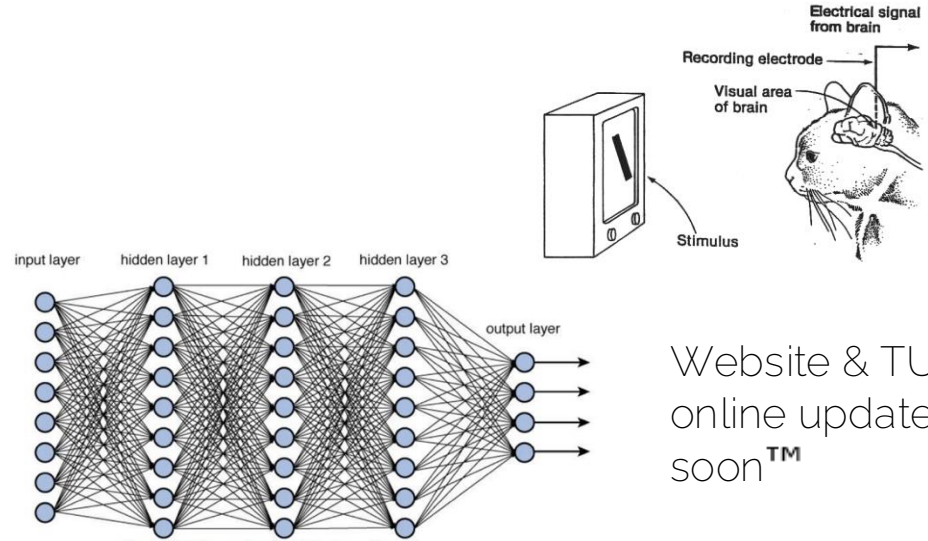 Electrical signal
from brain
Recording electrode
Visual area
of brain
Stimulus
input layer
hidden layer 1
hidden layer 2
hidden layer 3
output layer
Website & TU
online update
soon™